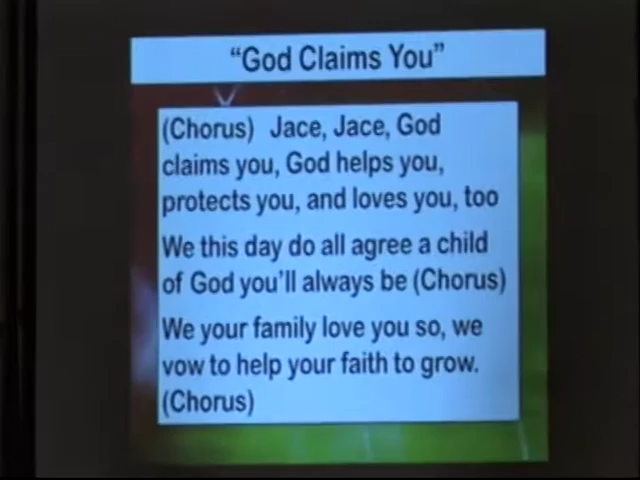 “God Claims You”
(Chorus) Jace, Jace, God
claims you, God helps you,
protects you, and loves you, too
We this day do all agree a child
of God you’ll always be (Chorus)
We your family love you so, we
vow to help your faith to grow.
(Chorus)